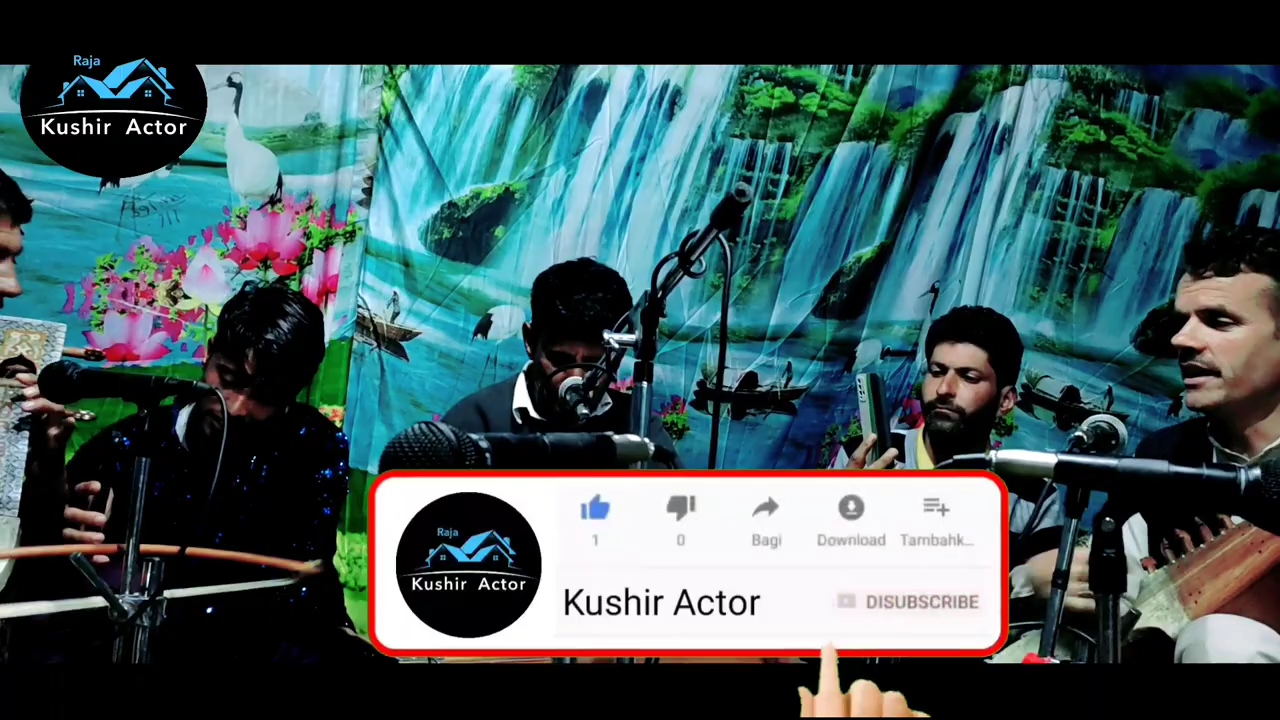 Raja
Kushir Actor
Raja
Kushir Actor
1
0
Bagi
Download
Tambahk...
Kushir Actor
DISUBSCRIBE